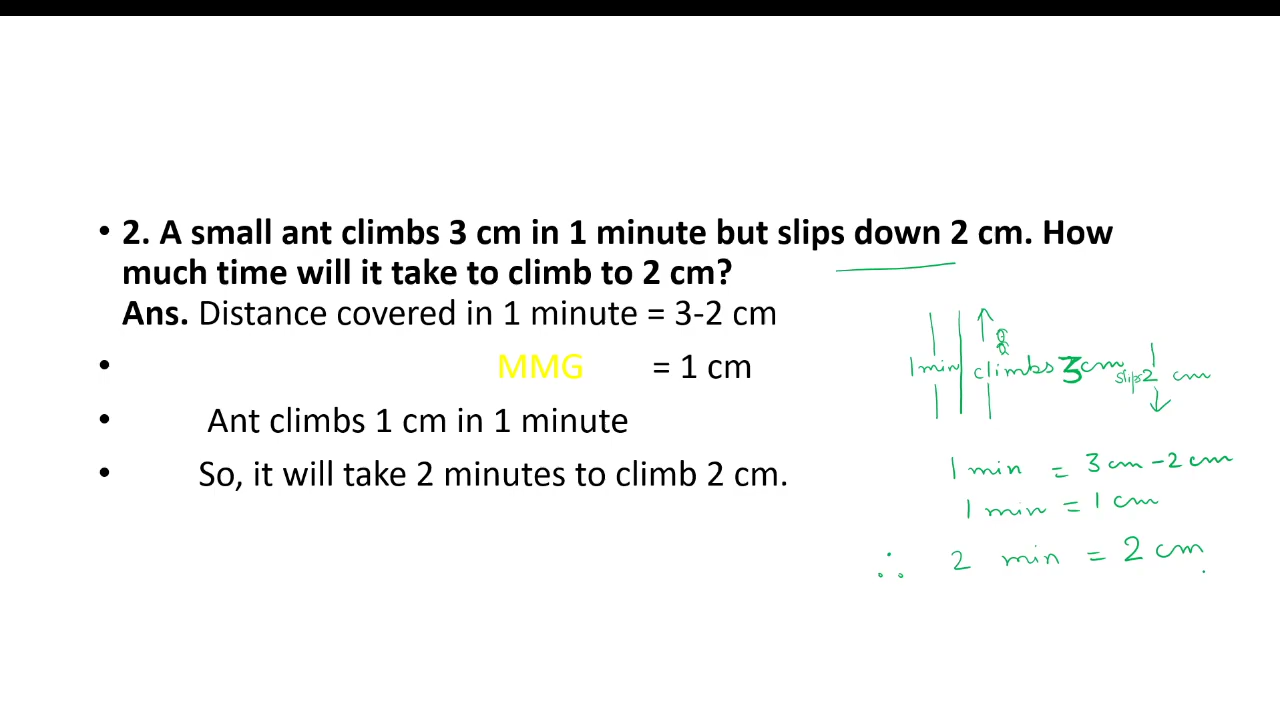 • 2. A small ant climbs 3 cm in 1 minute but slips down 2 cm. How
much time will it take to climb to 2 cm?
Ans. Distance covered in 1 minute = 3-2 cm
• MMG = 1 cm
• Ant climbs 1 cm in 1 minute
• So, it will take 2 minutes to climb 2 cm.
1 min climbs 3 cm slips 2 cm
1 min = 3 cm - 2 cm
1 min = 1 cm
∴ 2 min = 2 cm.